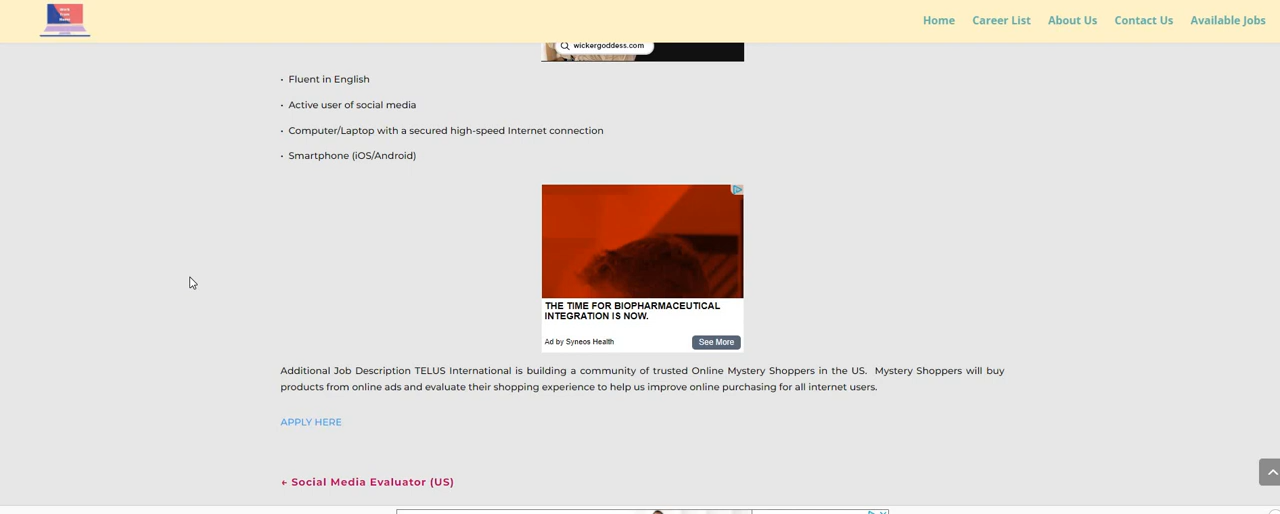 Work
From
Home
Home Career List About Us Contact Us Available Jobs
wickergoddess.com
• Fluent in English
• Active user of social media
• Computer/Laptop with a secured high-speed Internet connection
• Smartphone (iOS/Android)
THE TIME FOR BIOPHARMACEUTICAL
INTEGRATION IS NOW.
Ad by Syneos Health See More
Additional Job Description TELUS International is building a community of trusted Online Mystery Shoppers in the US. Mystery Shoppers will buy
products from online ads and evaluate their shopping experience to help us improve online purchasing for all internet users.
APPLY HERE
← Social Media Evaluator (US)